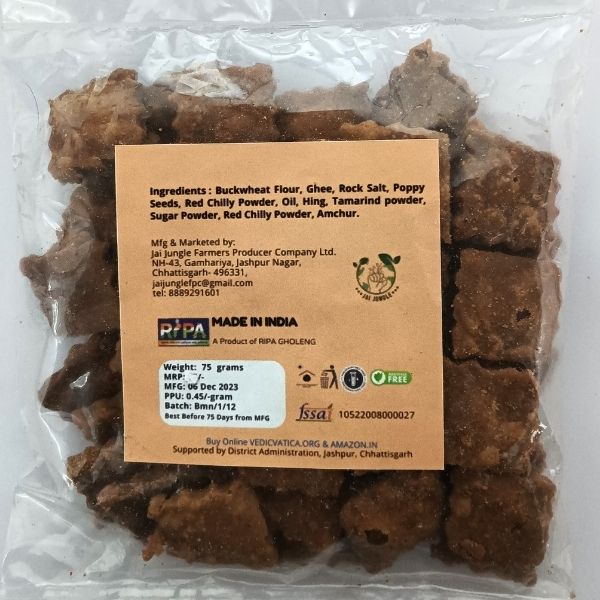 Ingredients : Buckwheat Flour, Ghee, Rock Salt, Poppy
Seeds, Red Chilly Powder, Oil, Hing, Tamarind powder,
Sugar Powder, Red Chilly Powder, Amchur.
Mfg & Marketed by:
Jai Jungle Farmers Producer Company Ltd.
NH-43, Gamhariya, Jashpur Nagar,
Chhattisgarh- 496331,
jaijunglefpc@gmail.com
tel: 8889291601
JAI JUNGLE
RIPA
MADE IN INDIA
A Product of RIPA GHOLENG
Weight: 75 grams
MRP: /-
MFG: 06 Dec 2023
PPU: 0.45/-gram
Batch: Bmn/1/12
Best Before 75 Days from MFG
FREE
fssai 10522008000027
Buy Online VEDICVATICA.ORG & AMAZON.IN
Supported by District Administration, Jashpur, Chhattisgarh